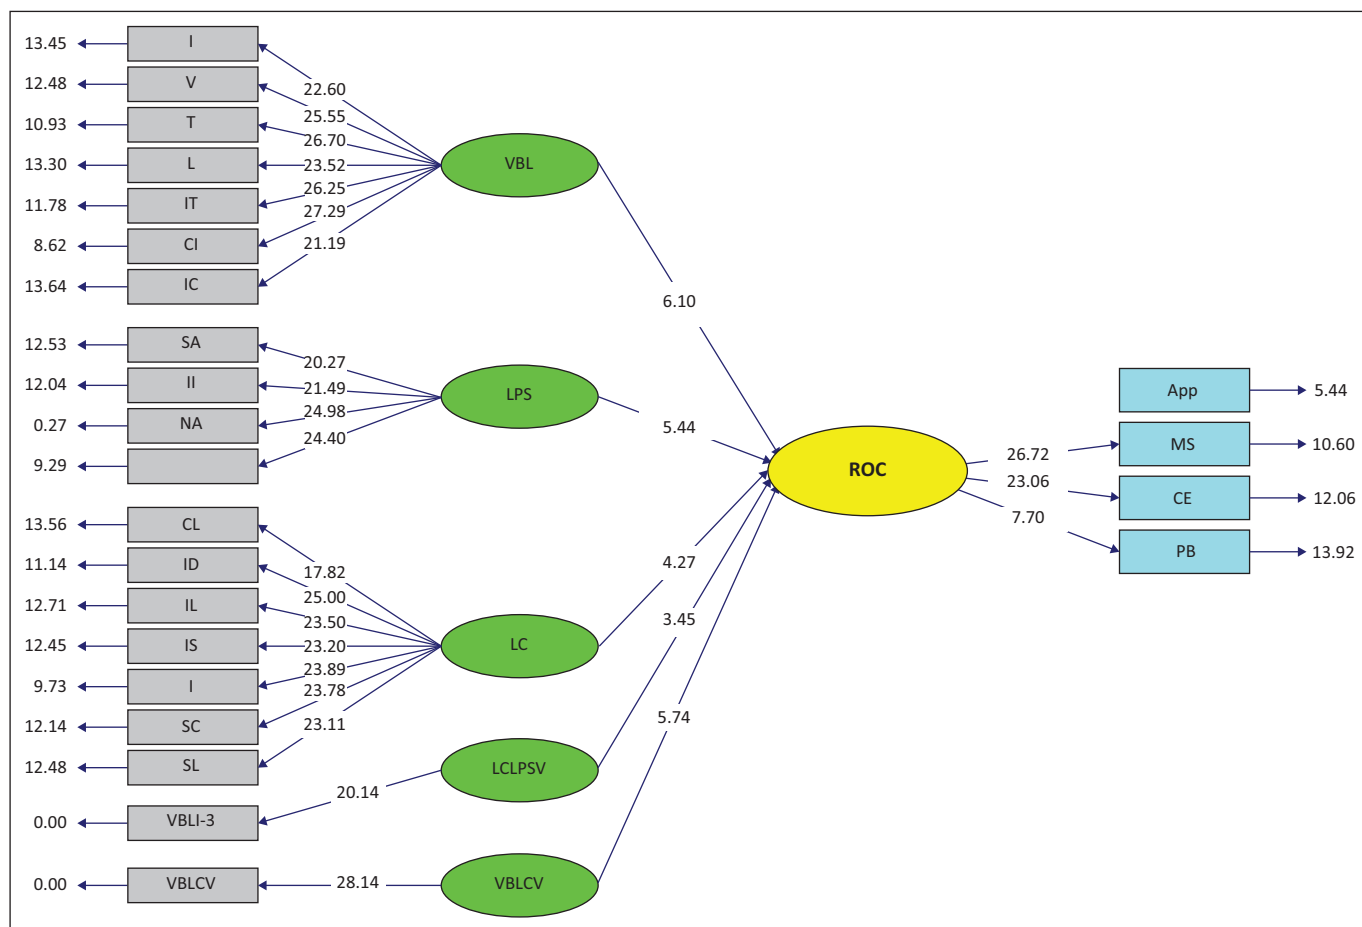 13.45 I 22.60
12.48 V 25.55
10.93 T 26.70
13.30 L 23.52 VBL
11.78 IT 26.25
8.62 CI 27.29
13.64 IC 21.19
6.10
12.53 SA 20.27
12.04 II 21.49 LPS
0.27 NA 24.98
9.29 24.40
5.44
App 5.44
ROC 26.72 MS 10.60
23.06 CE 12.06
7.70 PB 13.92
13.56 CL 17.82
11.14 ID 25.00
12.71 IL 23.50
12.45 IS 23.20 LC
9.73 I 23.89
12.14 SC 23.78
12.48 SL 23.11
4.27
3.45
5.74
0.00 VBLI-3 20.14 LCLPSV
0.00 VBLCV 28.14 VBLCV